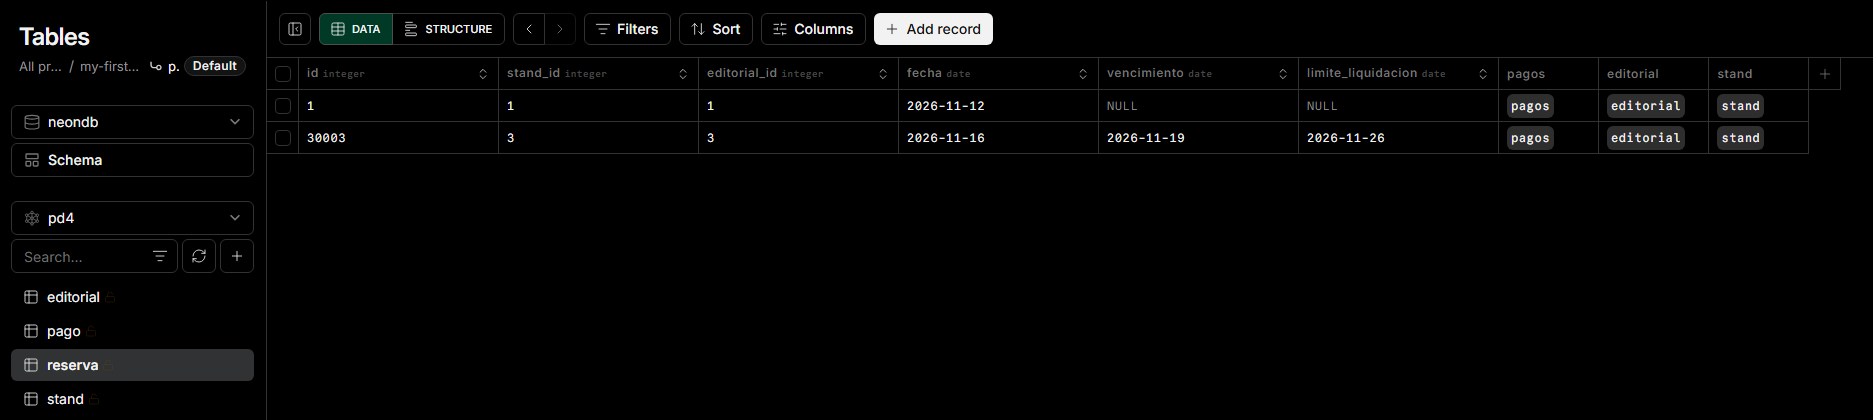 Tables
All pr... / my-first... p. Default
neondb
Schema
pd4
Search...
editorial
pago
reserva
stand
DATA STRUCTURE Filters Sort Columns Add record
id integer stand_id integer editorial_id integer fecha date vencimiento date limite_liquidacion date pagos editorial stand
1 1 1 2026-11-12 NULL NULL pagos editorial stand
30003 3 3 2026-11-16 2026-11-19 2026-11-26 pagos editorial stand